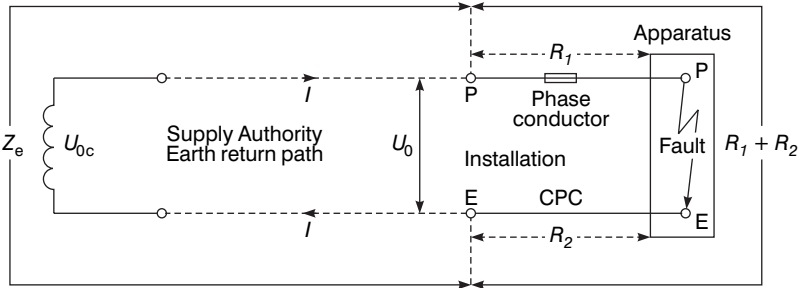 Apparatus
R₁
P
P
I
Phase
conductor
Zₑ
U₀c
Supply Authority
Earth return path
U₀
Installation
Fault
R₁ + R₂
E
CPC
E
I
R₂